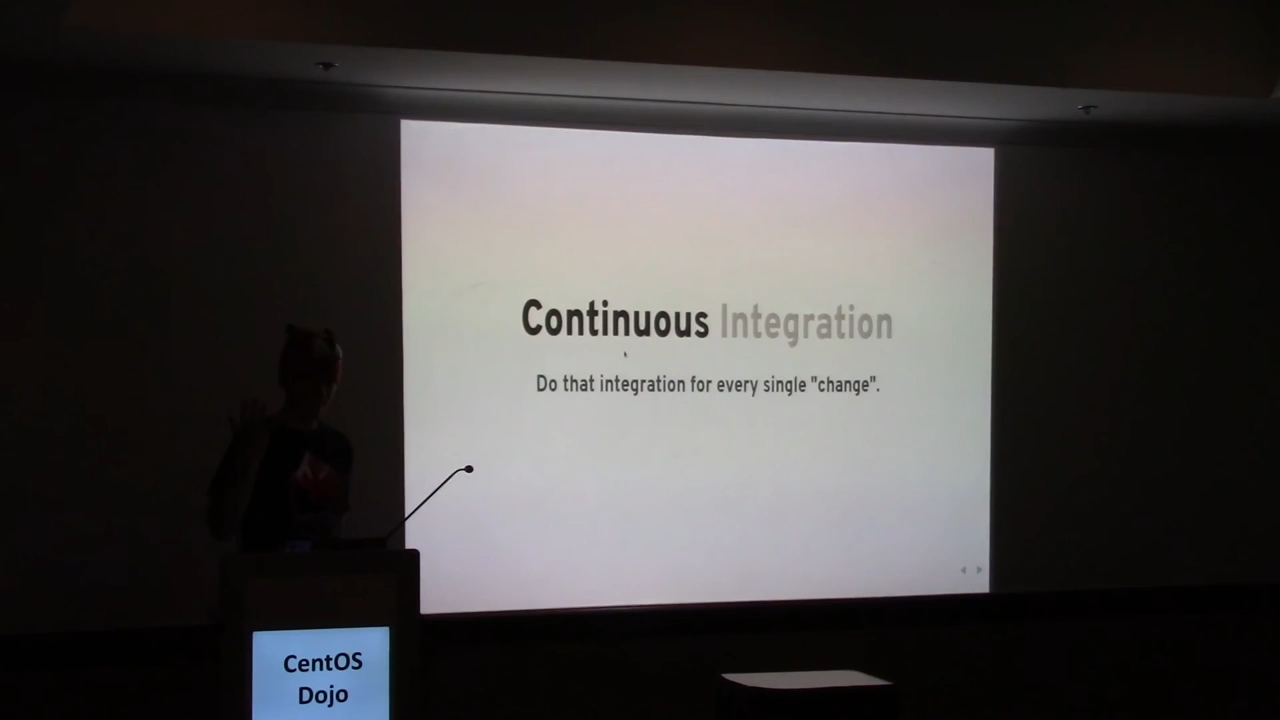 Continuous Integration
Do that integration for every single "change".
CentOS
Dojo